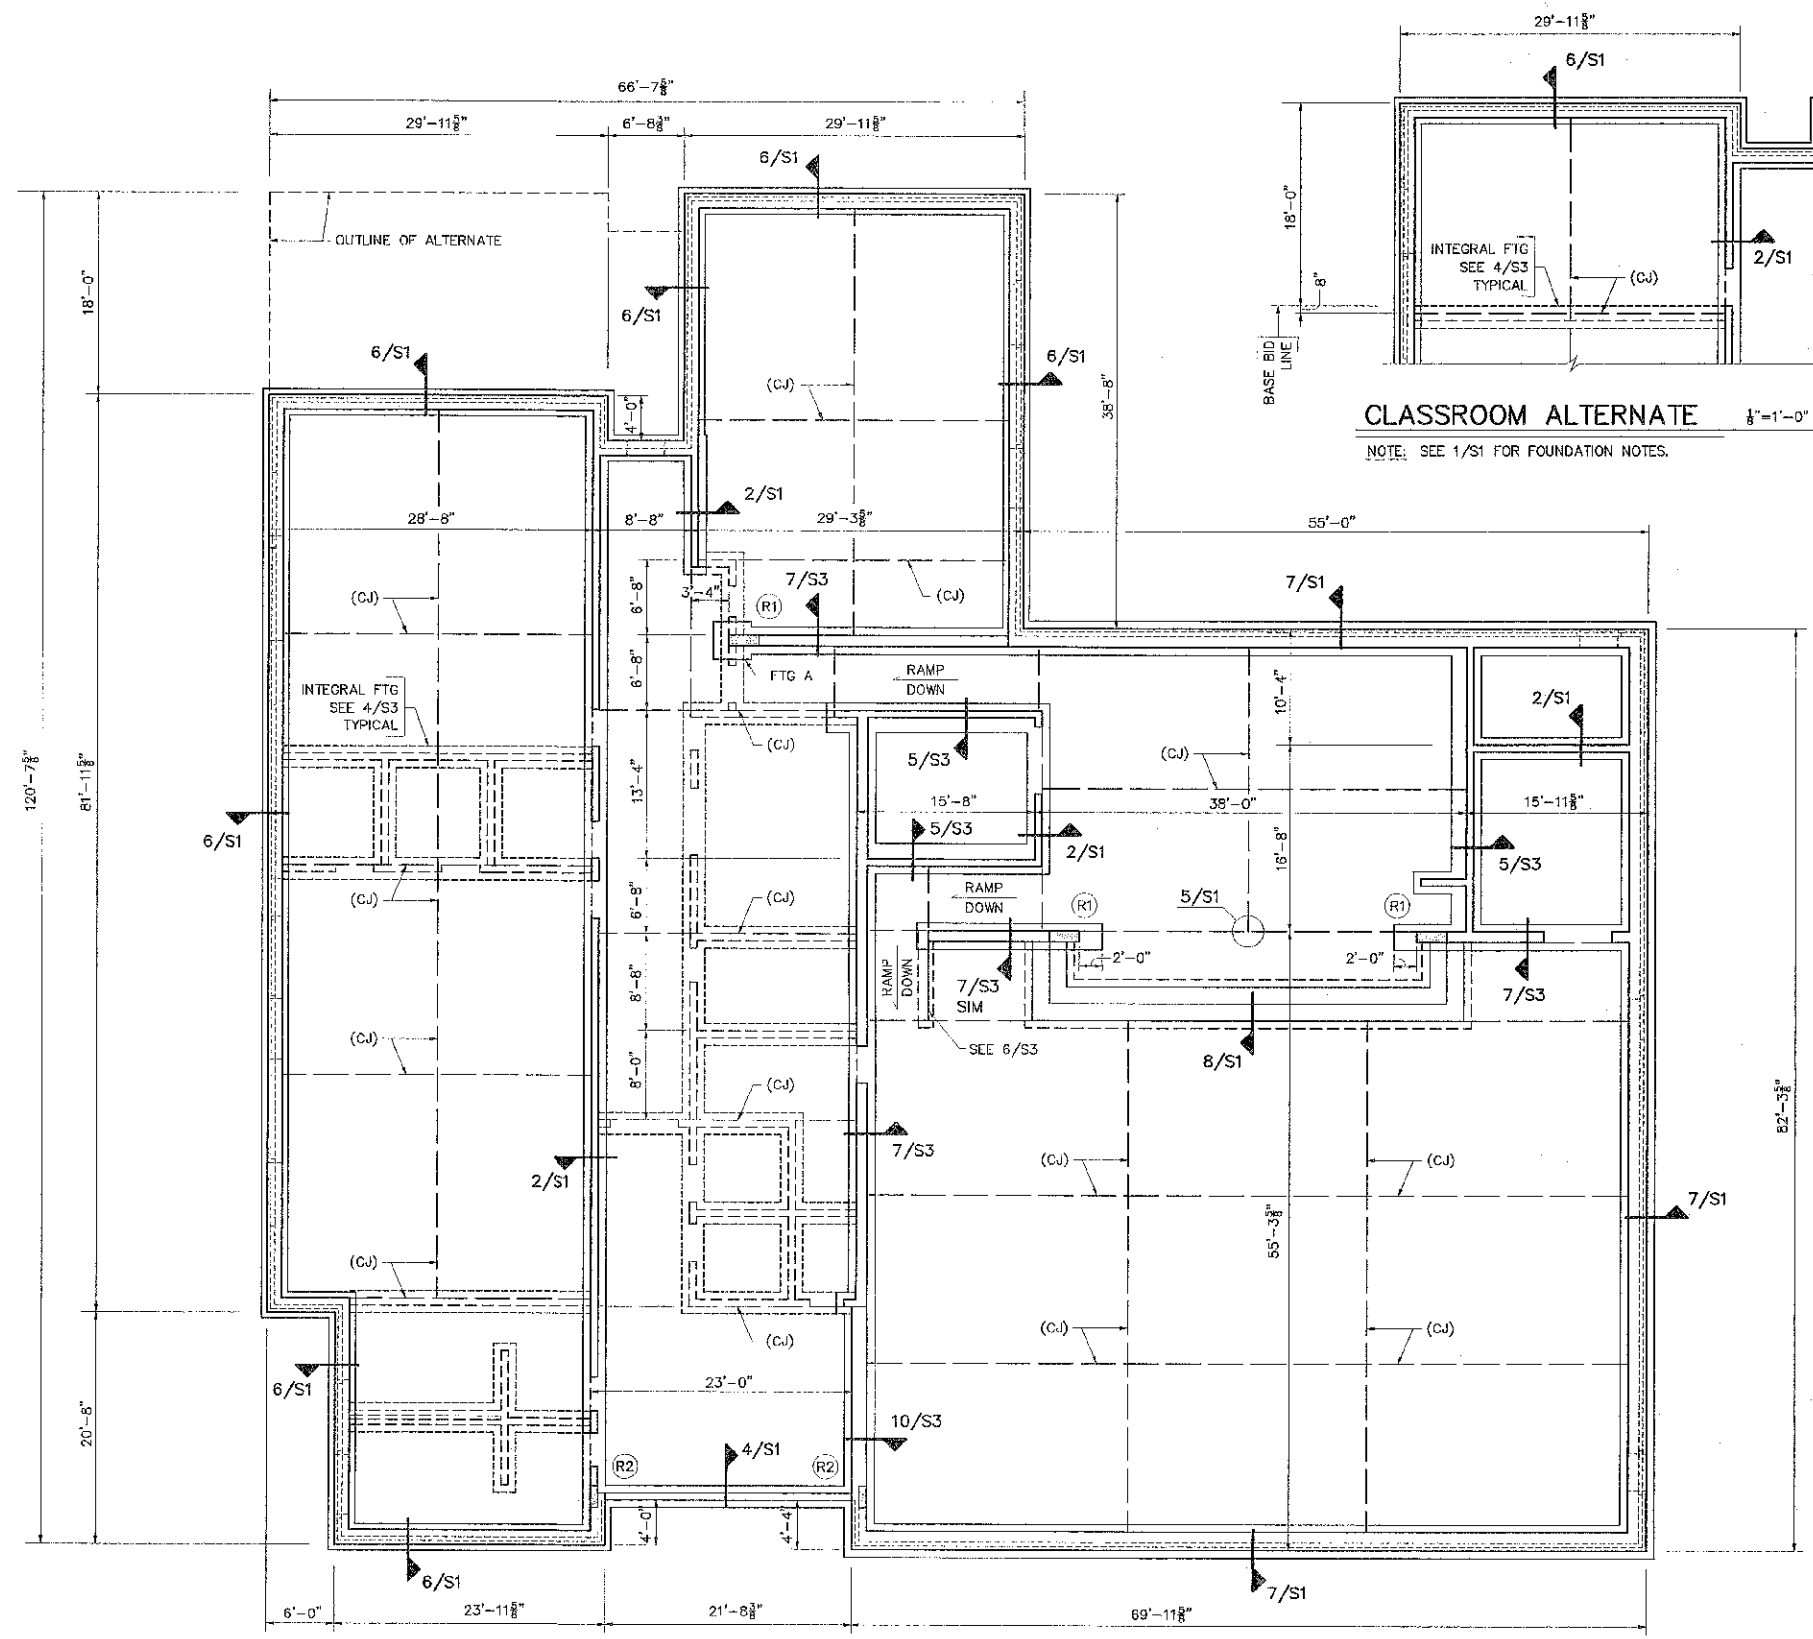 29'-11⅝"
6/S1
66'-7⅝"
29'-11⅝"
6'-8⅜"
29'-11⅝"
6/S1
OUTLINE OF ALTERNATE
18'-0"
18'-0"
INTEGRAL FTG
SEE 4/S3
TYPICAL
(CJ)
2/S1
8"
BASE BID
LINE
CLASSROOM ALTERNATE
⅛"=1'-0"
NOTE: SEE 1/S1 FOR FOUNDATION NOTES.
6/S1
6/S1
6/S1
(CJ)
38'-8"
4'-0"
2/S1
28'-8"
8'-8"
29'-3⅝"
55'-0"
7/S3
R1
7/S1
(CJ)
(CJ)
3'-4"
6'-8"
6'-8"
FTG A
RAMP
DOWN
INTEGRAL FTG
SEE 4/S3
TYPICAL
10'-4"
2/S1
(CJ)
5/S3
(CJ)
120'-7⅝"
81'-11⅝"
13'-4"
15'-8"
38'-0"
15'-11⅝"
6/S1
5/S3
2/S1
16'-8"
5/S3
(CJ)
6'-8"
(CJ)
RAMP
DOWN
R1
5/S1
R1
8'-8"
RAMP
DOWN
2'-0"
2'-0"
7/S3
SIM
7/S3
(CJ)
SEE 6/S3
8/S1
8'-0"
(CJ)
82'-3⅝"
7/S3
2/S1
(CJ)
(CJ)
7/S1
55'-3⅝"
(CJ)
(CJ)
(CJ)
(CJ)
6/S1
23'-0"
20'-8"
10/S3
R2
4/S1
R2
4'-0"
4'-4"
6/S1
7/S1
6'-0"
23'-11⅝"
21'-8⅜"
69'-11⅝"